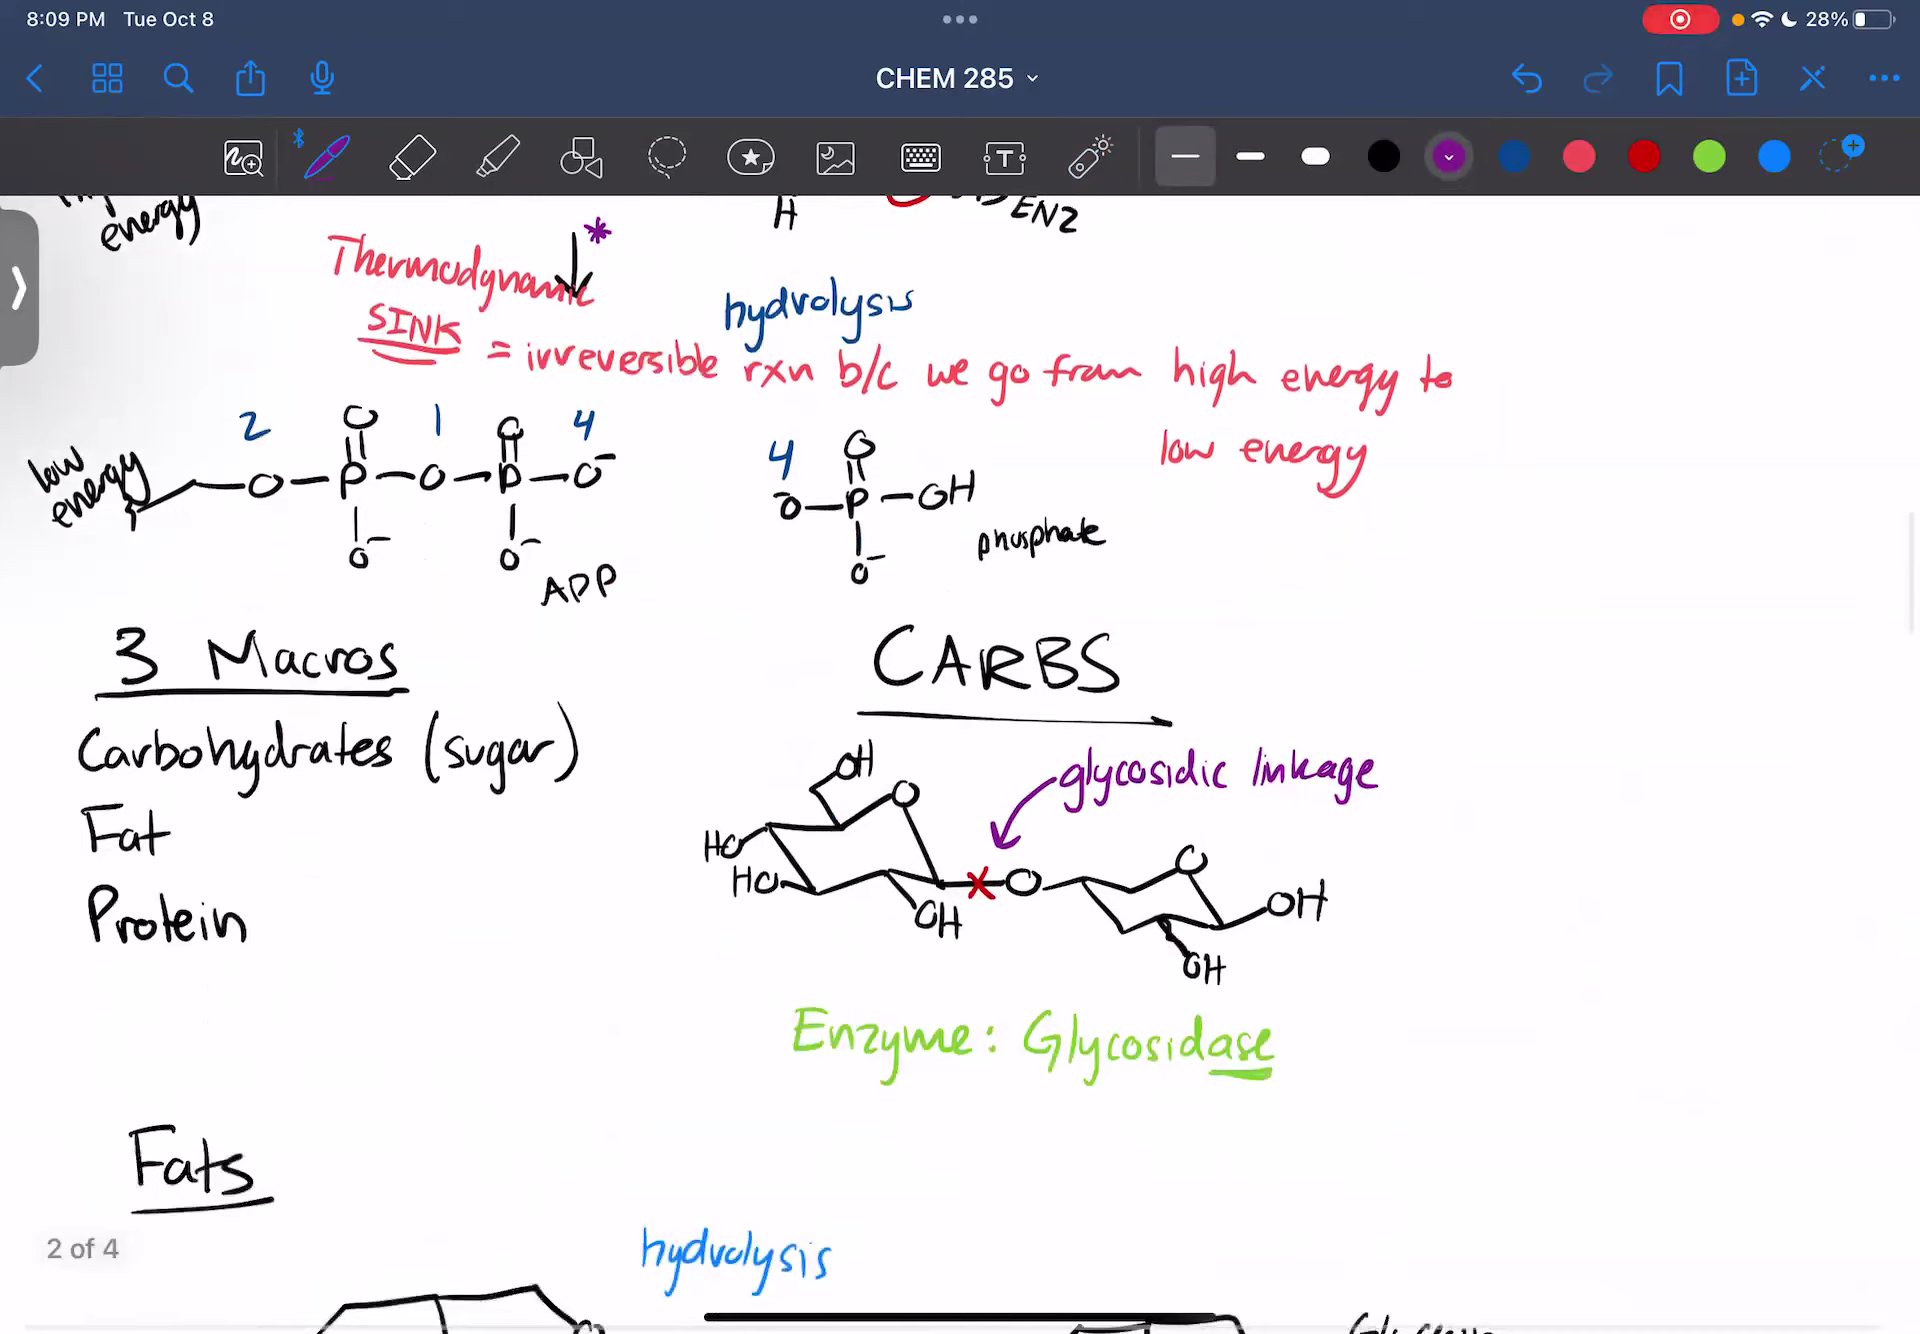 8:09 PM Tue Oct 8
28%
CHEM 285
energy
H
ENZ
Thermodynamic
SINK = irreversible rxn b/c we go from high energy to
low energy
hydrolysis
low
energy
2 1 4
O O
O-P-O-P-O⁻
O⁻ O⁻
ADP
4
O
⁻O-P-OH
O⁻
phosphate
3 Macros
Carbohydrates (sugar)
Fat
Protein
CARBS
glycosidic linkage
OH
O
HO
HO
OH
O
O
OH
OH
Enzyme: Glycosidase
Fats
2 of 4
hydrolysis